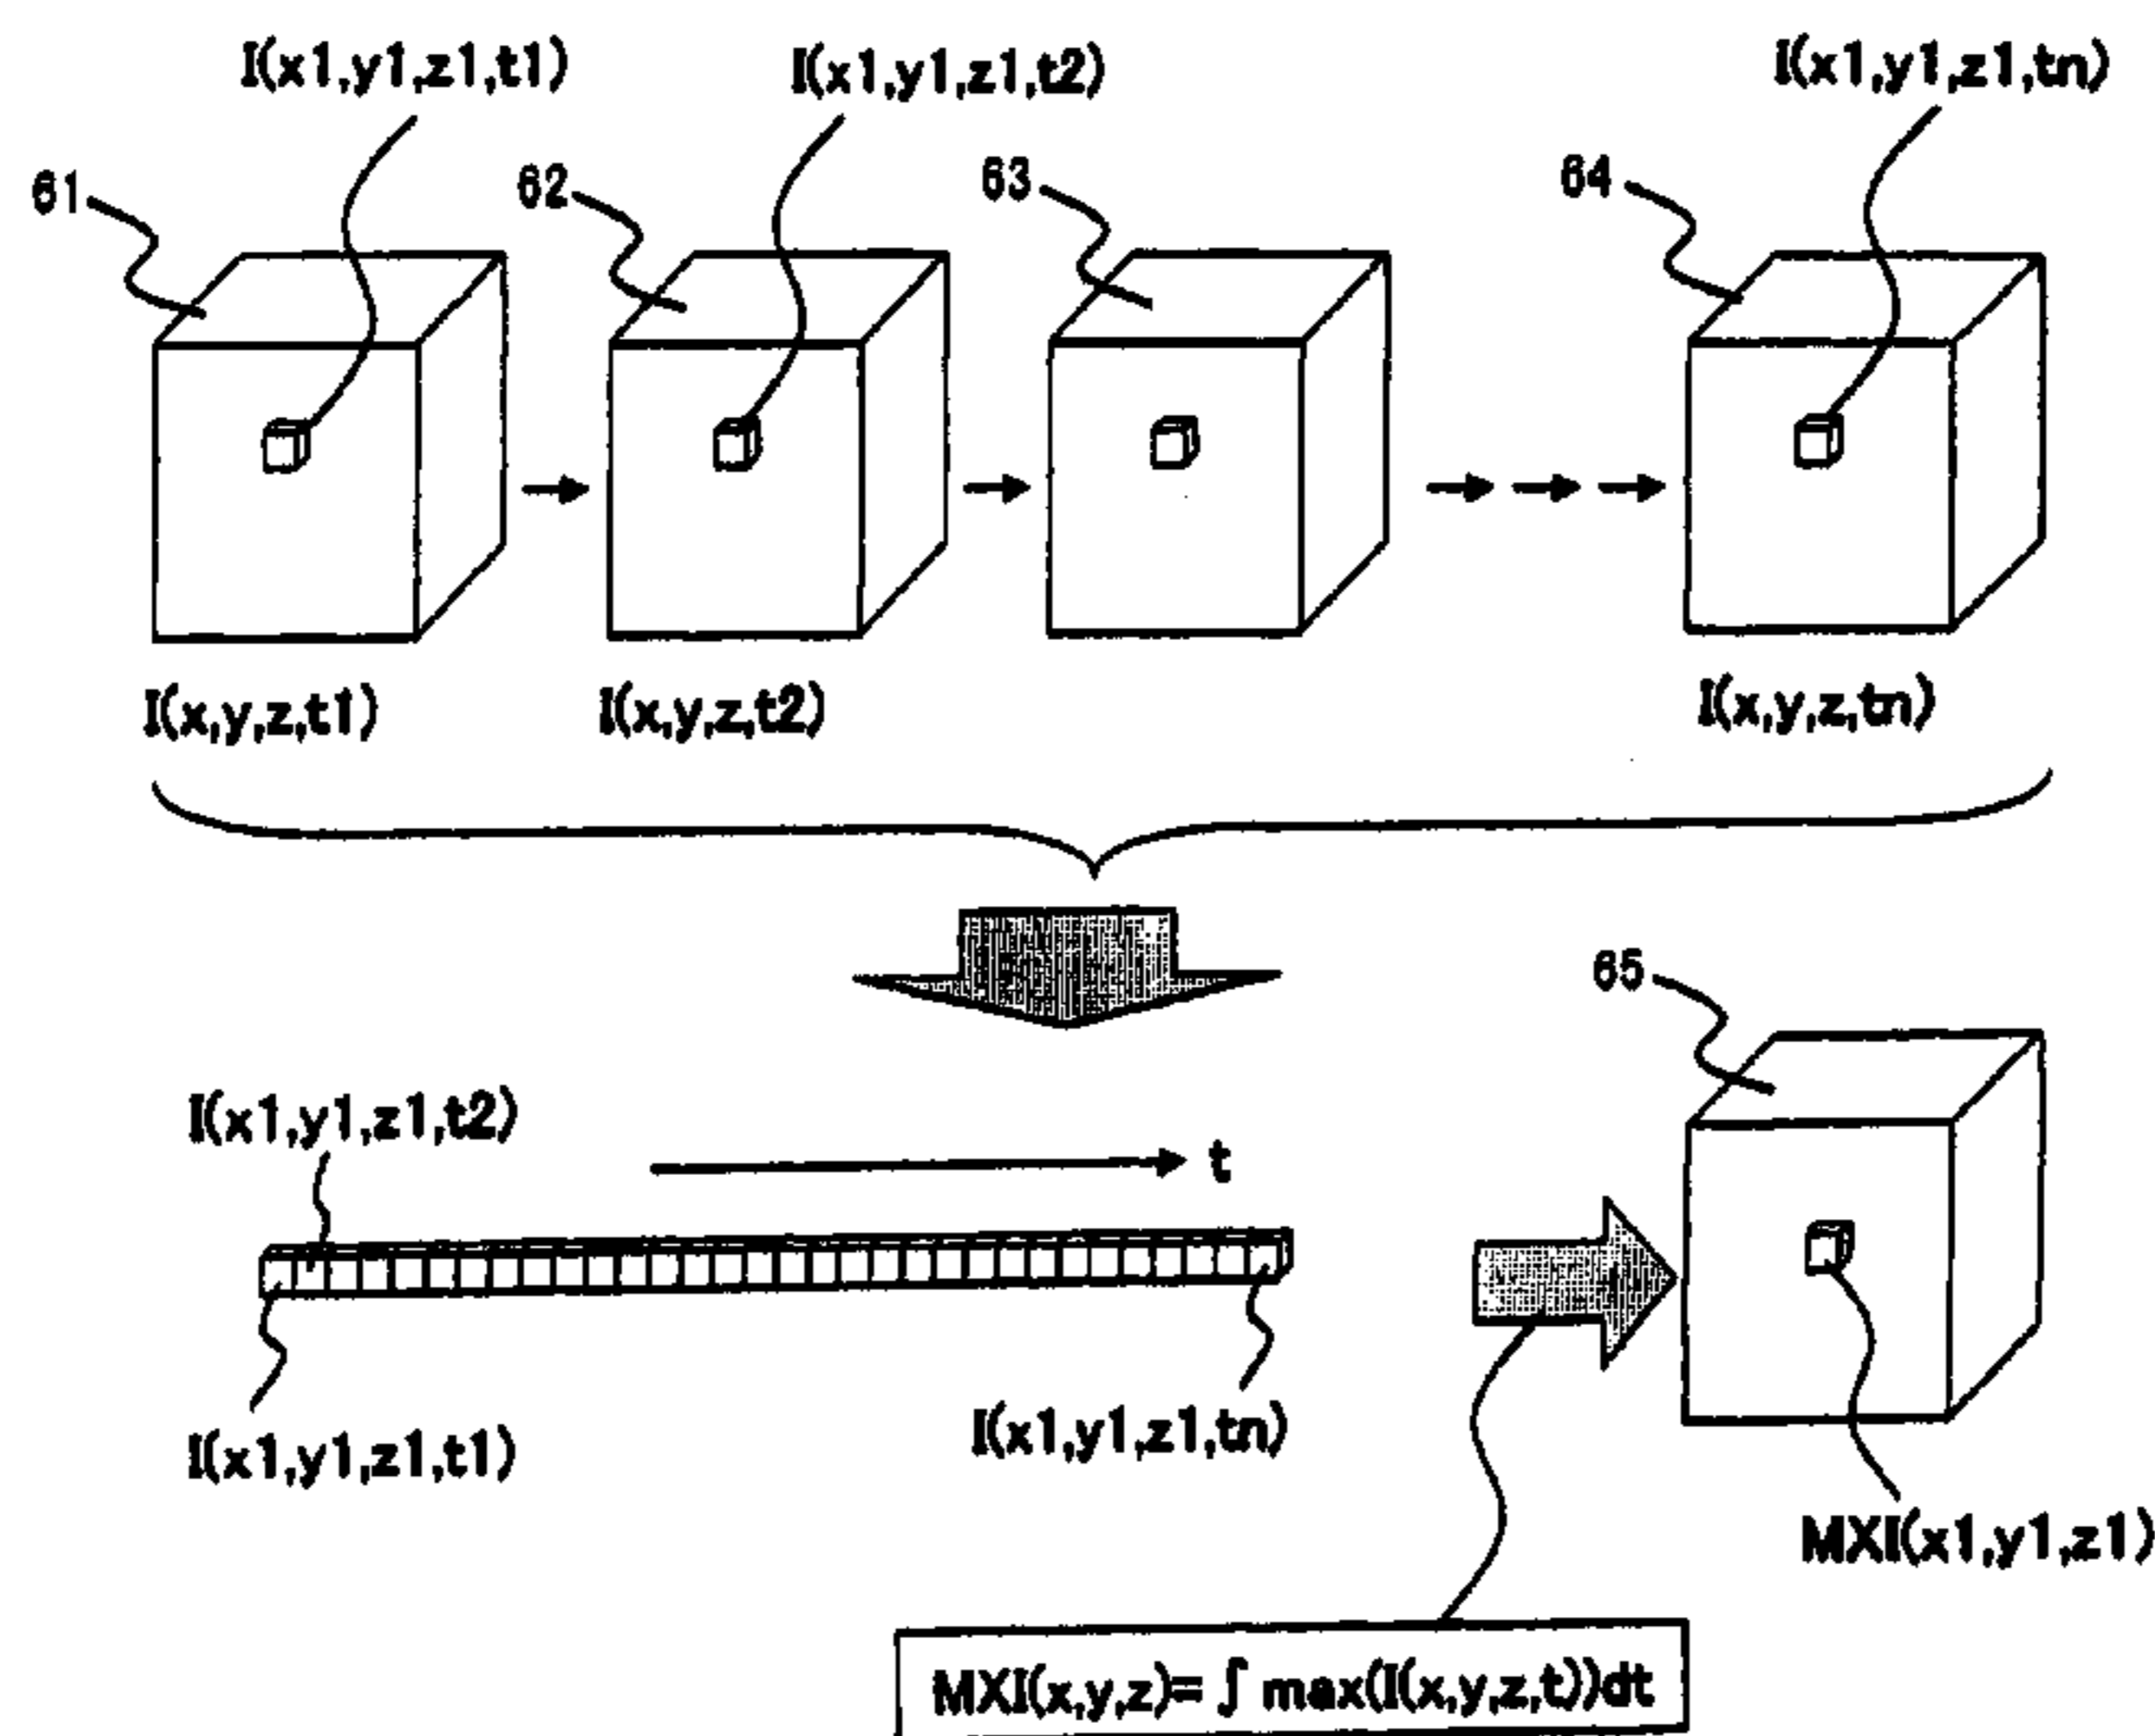 I(x1,y1,z1,t1)
I(x1,y1,z1,t2)
I(x1,y1,z1,tn)
61
62
63
64
I(x,y,z,t1)
I(x,y,z,t2)
I(x,y,z,tn)
65
I(x1,y1,z1,t2)
t
I(x1,y1,z1,t1)
I(x1,y1,z1,tn)
MXI(x1,y1,z1)
MXI(x,y,z)=∫ max(I(x,y,z,t))dt